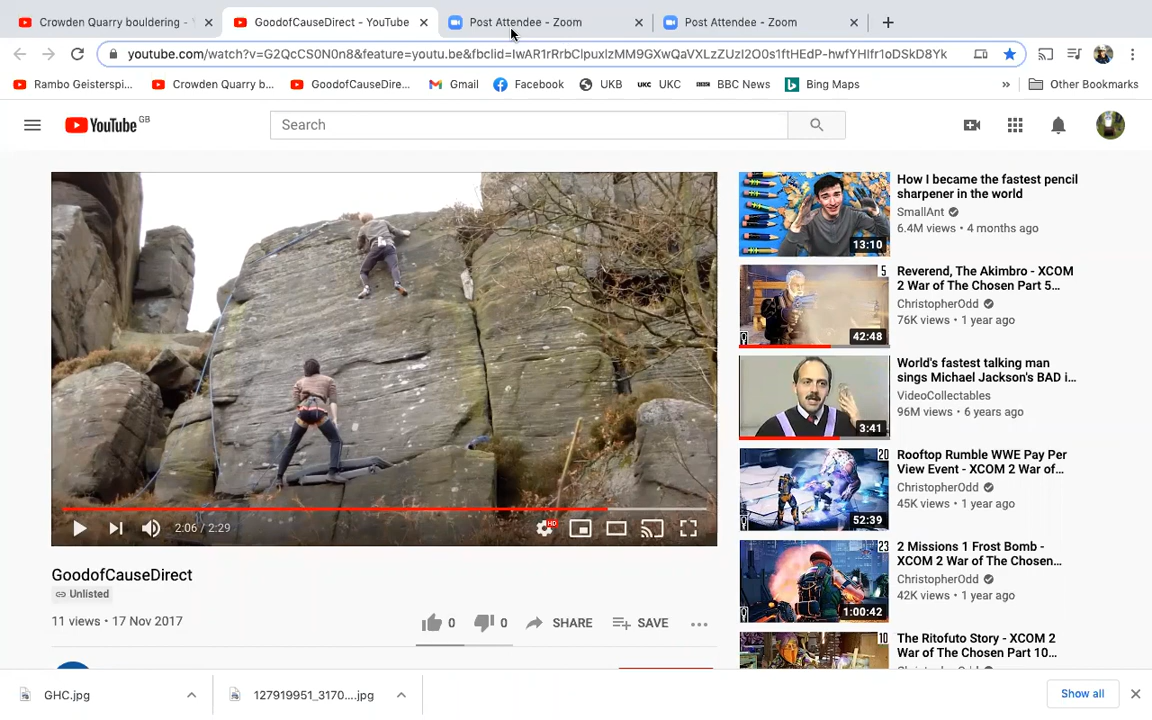 Crowden Quarry bouldering -
GoodofCauseDirect - YouTube
Post Attendee - Zoom
Post Attendee - Zoom
youtube.com/watch?v=G2QcCS0N0n8&feature=youtu.be&fbclid=IwAR1rRrbClpuxlzMM9GXwQaVXLzZUzI2O0s1ftHEdP-hwfYHIfr1oDSkD8Yk
Rambo Geisterspi...
Crowden Quarry b...
GoodofCauseDire...
Gmail
Facebook
UKB
UKC UKC
BBC News
Bing Maps
»
Other Bookmarks
YouTube GB
Search
How I became the fastest pencil
sharpener in the world
SmallAnt
6.4M views • 4 months ago
13:10
Reverend, The Akimbro - XCOM
2 War of The Chosen Part 5...
ChristopherOdd
76K views • 1 year ago
5
42:48
World's fastest talking man
sings Michael Jackson's BAD i...
VideoCollectables
96M views • 6 years ago
3:41
Rooftop Rumble WWE Pay Per
View Event - XCOM 2 War of...
ChristopherOdd
45K views • 1 year ago
20
52:39
2 Missions 1 Frost Bomb -
XCOM 2 War of The Chosen...
ChristopherOdd
42K views • 1 year ago
23
1:00:42
The Ritofuto Story - XCOM 2
War of The Chosen Part 10...
10
2:06 / 2:29
HD
GoodofCauseDirect
Unlisted
11 views • 17 Nov 2017
0
0
SHARE
SAVE
GHC.jpg
127919951_3170....jpg
Show all